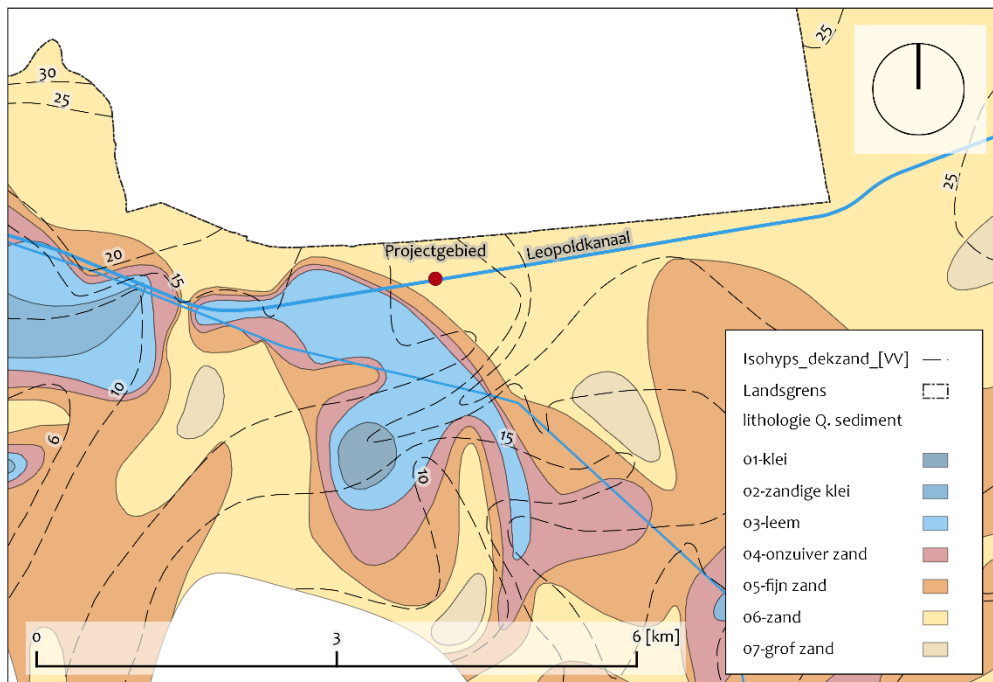 25
30
25
25
20
15
Projectgebied
Leopoldkanaal
10
6
15
10
Isohyps_dekzand_[VV]
Landsgrens
lithologie Q. sediment
01-klei
02-zandige klei
03-leem
04-onzuiver zand
05-fijn zand
06-zand
07-grof zand
0 3 6 [km]